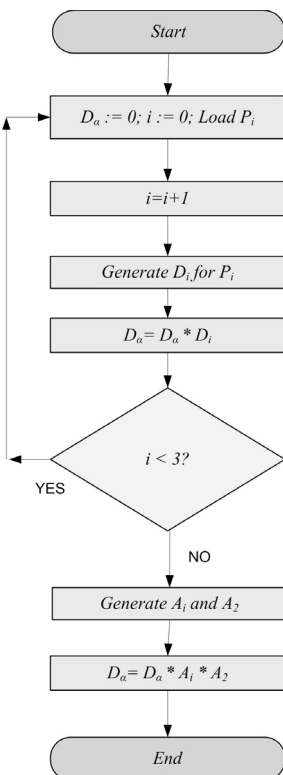 Start
Dα := 0; i := 0; Load Pi
i=i+1
Generate Di for Pi
Dα= Dα * Di
i < 3?
YES
NO
Generate Ai and A2
Dα= Dα * Ai * A2
End